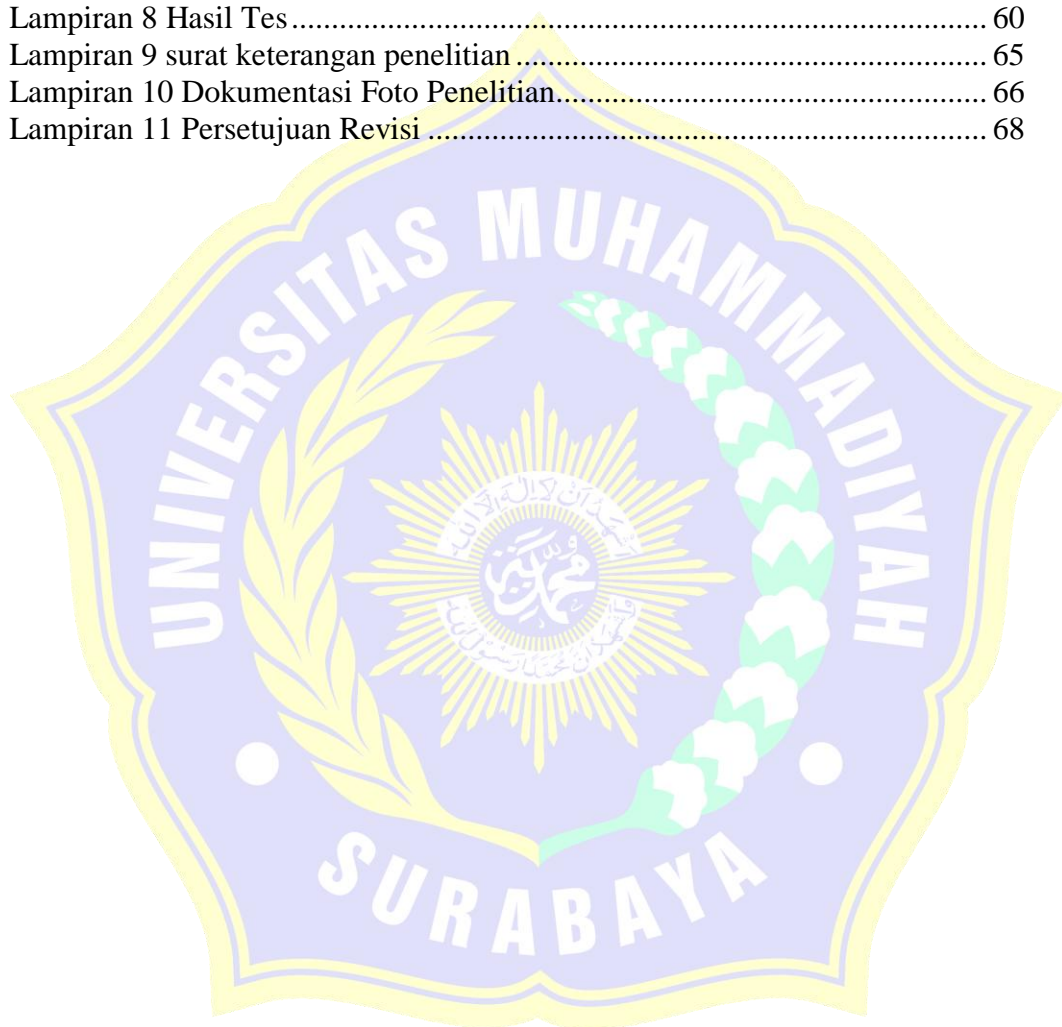 Lampiran 8 Hasil Tes ........................................................................................ 60
Lampiran 9 surat keterangan penelitian ............................................................ 65
Lampiran 10 Dokumentasi Foto Penelitian....................................................... 66
Lampiran 11 Persetujuan Revisi ....................................................................... 68
UNIVERSITAS MUHAMMADIYAH
SURABAYA